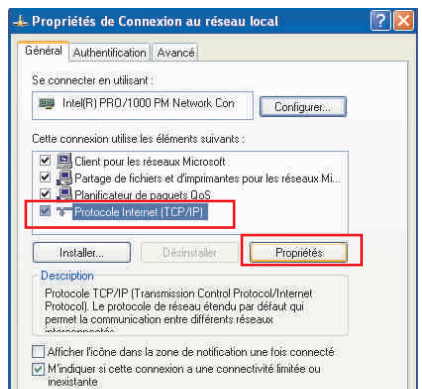 Propriétés de Connexion au réseau local
Général Authentification Avancé
Se connecter en utilisant :
Intel(R) PRO/1000 PM Network Con Configurer...
Cette connexion utilise les éléments suivants :
Client pour les réseaux Microsoft
Partage de fichiers et d'imprimantes pour les réseaux Mi...
Planificateur de paquets QoS
Protocole Internet (TCP/IP)
Installer... Désinstaller Propriétés
Description
Protocole TCP/IP (Transmission Control Protocol/Internet
Protocol). Le protocole de réseau étendu par défaut qui
permet la communication entre différents réseaux
interconnectés
Afficher l'icône dans la zone de notification une fois connecté
M'indiquer si cette connexion a une connectivité limitée ou
inexistante